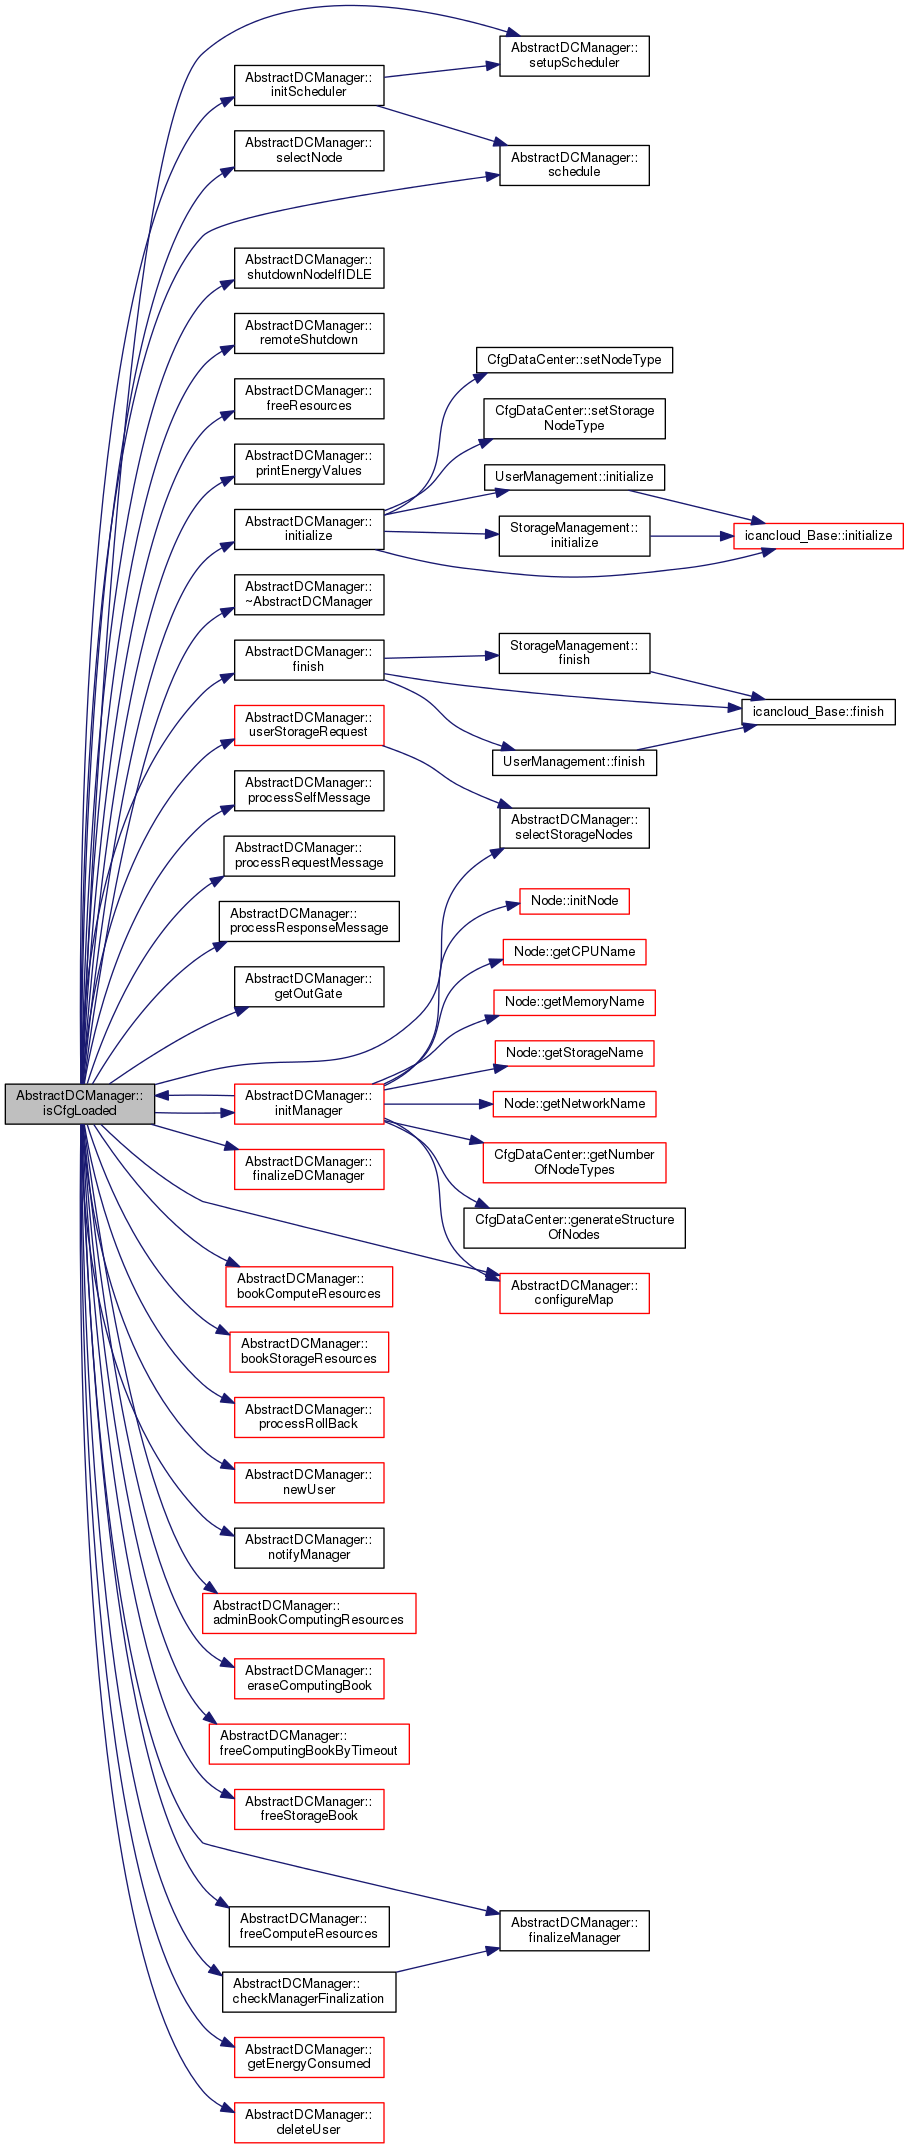 AbstractDCManager::
setupScheduler
AbstractDCManager::
initScheduler
AbstractDCManager::
selectNode
AbstractDCManager::
schedule
AbstractDCManager::
shutdownNodeIfIDLE
AbstractDCManager::
remoteShutdown
AbstractDCManager::
freeResources
AbstractDCManager::
printEnergyValues
AbstractDCManager::
initialize
CfgDataCenter::setNodeType
CfgDataCenter::setStorage
NodeType
UserManagement::initialize
StorageManagement::
initialize
icancloud_Base::initialize
AbstractDCManager::
~AbstractDCManager
AbstractDCManager::
finish
StorageManagement::
finish
icancloud_Base::finish
UserManagement::finish
AbstractDCManager::
userStorageRequest
AbstractDCManager::
processSelfMessage
AbstractDCManager::
selectStorageNodes
AbstractDCManager::
processRequestMessage
AbstractDCManager::
processResponseMessage
AbstractDCManager::
getOutGate
Node::initNode
Node::getCPUName
Node::getMemoryName
Node::getStorageName
Node::getNetworkName
AbstractDCManager::
isCfgLoaded
AbstractDCManager::
initManager
AbstractDCManager::
finalizeDCManager
CfgDataCenter::getNumber
OfNodeTypes
CfgDataCenter::generateStructure
OfNodes
AbstractDCManager::
configureMap
AbstractDCManager::
bookComputeResources
AbstractDCManager::
bookStorageResources
AbstractDCManager::
processRollBack
AbstractDCManager::
newUser
AbstractDCManager::
notifyManager
AbstractDCManager::
adminBookComputingResources
AbstractDCManager::
eraseComputingBook
AbstractDCManager::
freeComputingBookByTimeout
AbstractDCManager::
freeStorageBook
AbstractDCManager::
freeComputeResources
AbstractDCManager::
finalizeManager
AbstractDCManager::
checkManagerFinalization
AbstractDCManager::
getEnergyConsumed
AbstractDCManager::
deleteUser